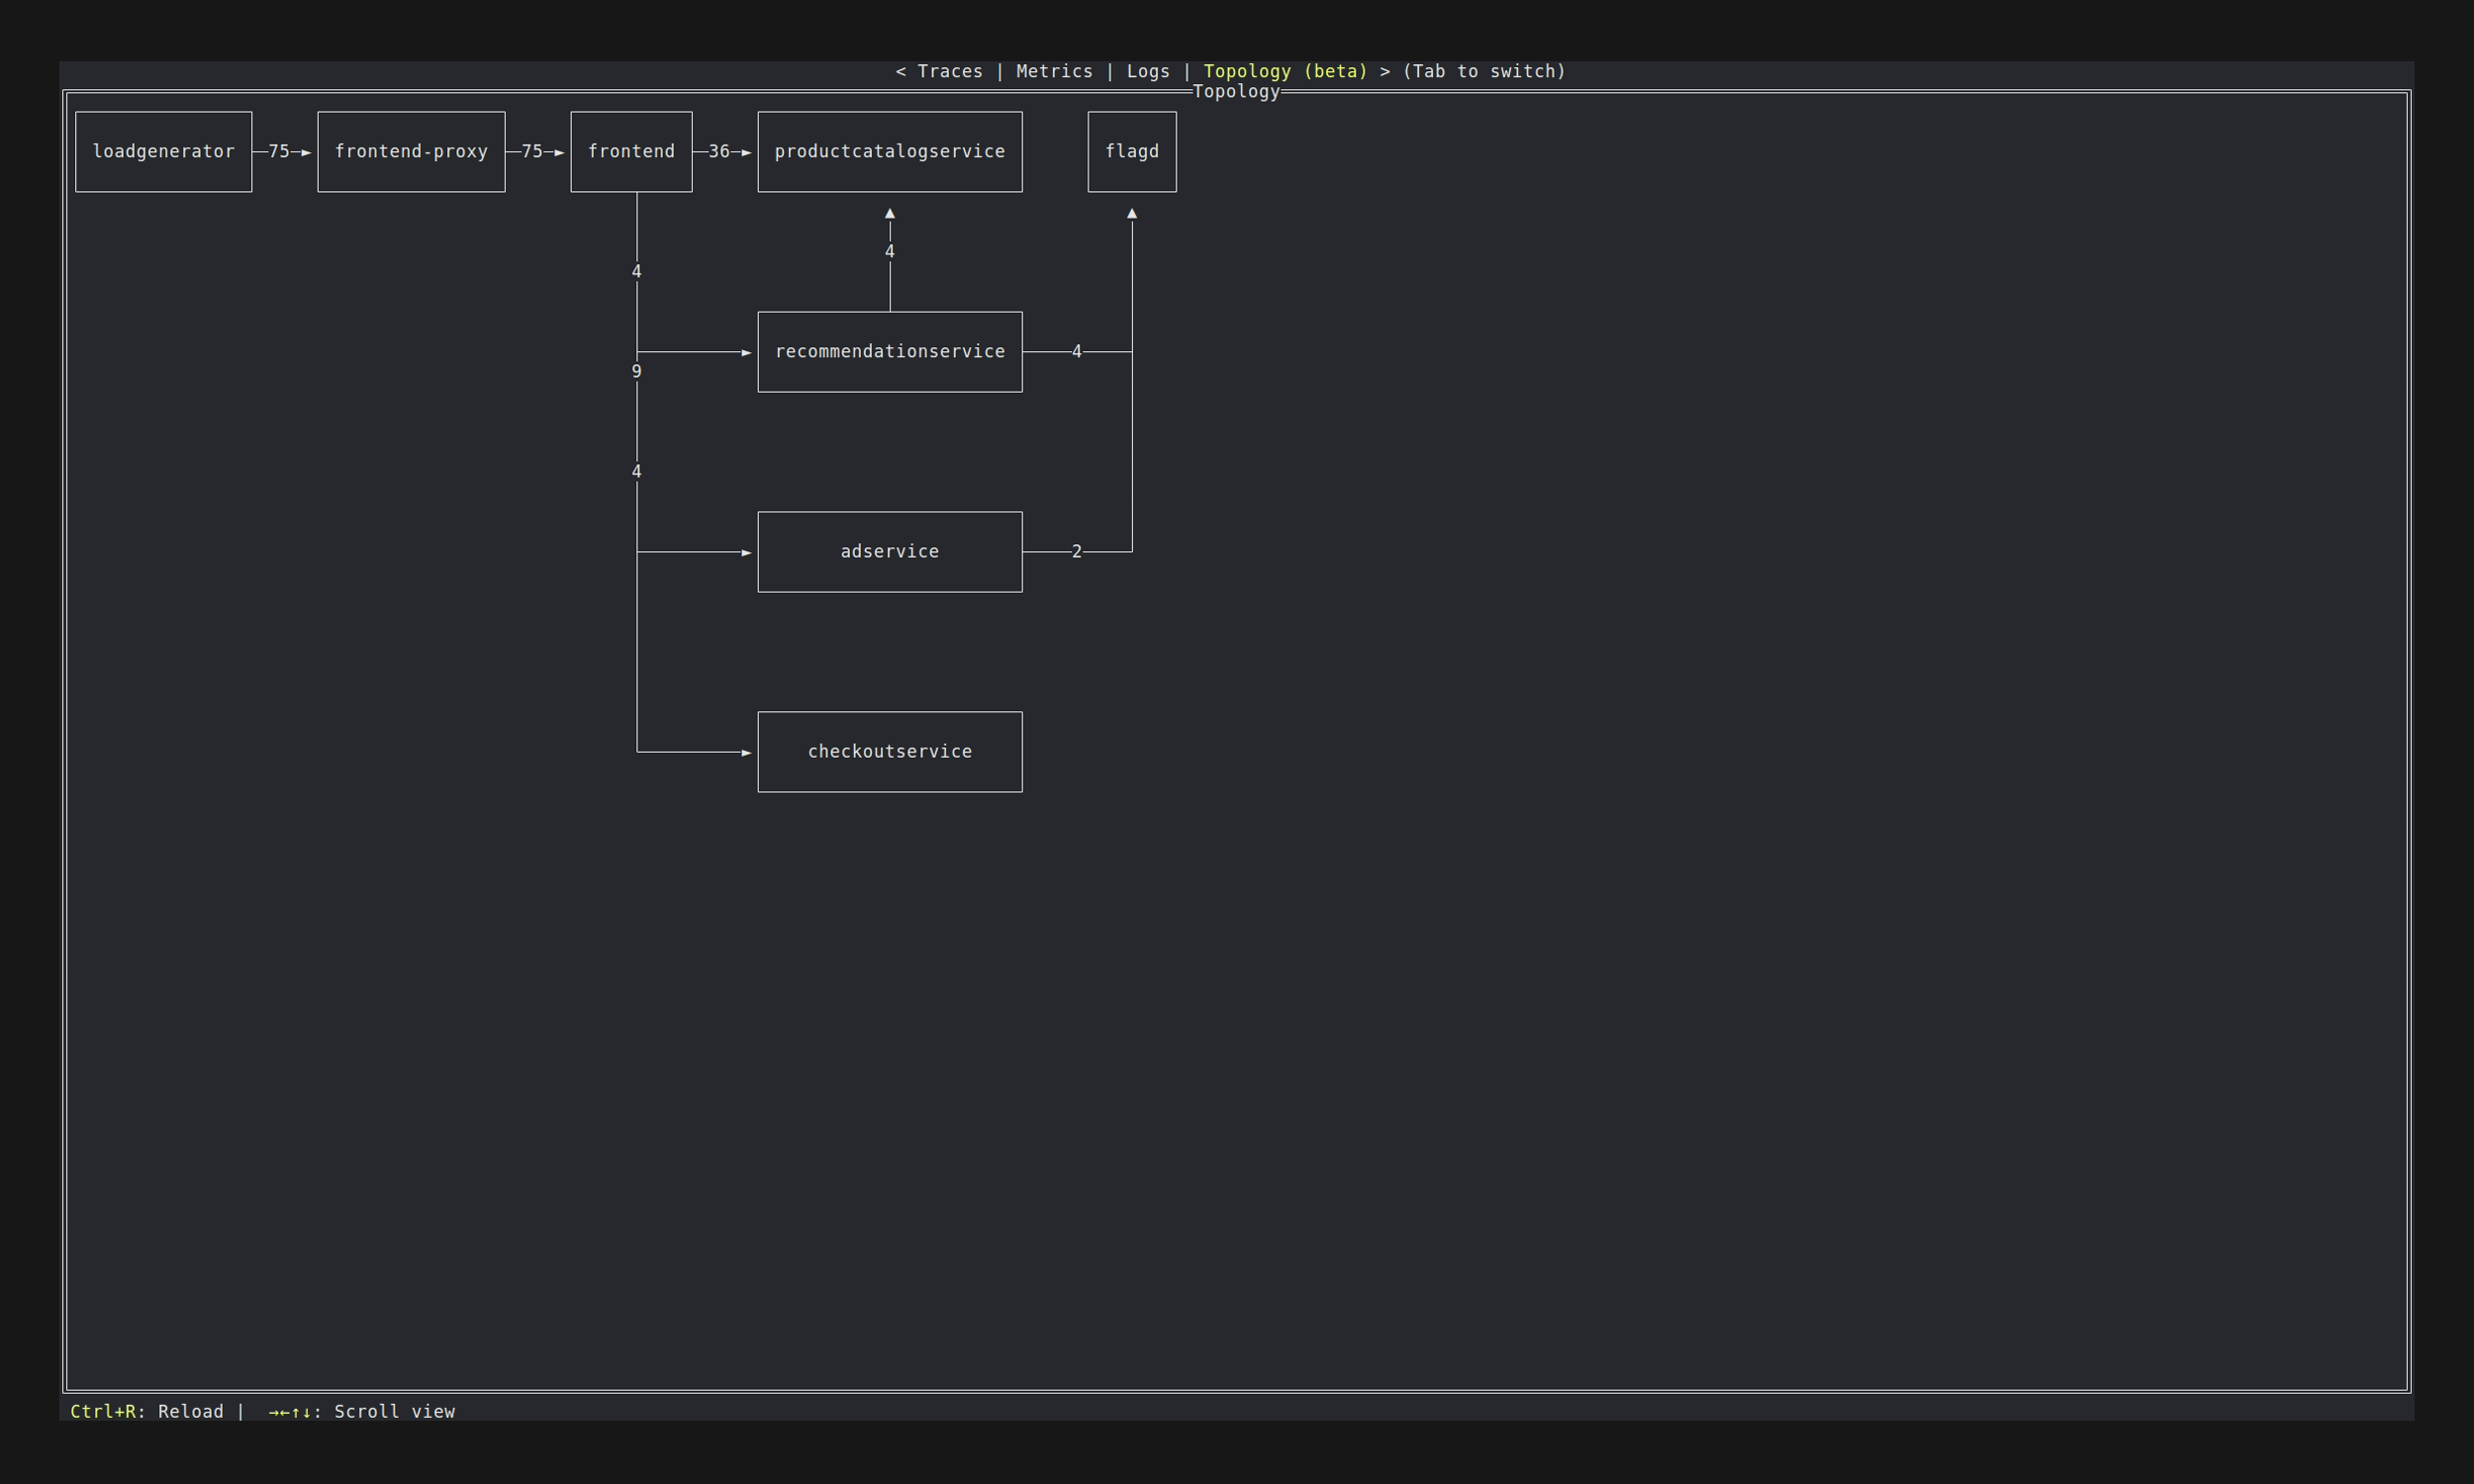 < Traces | Metrics | Logs | Topology (beta) > (Tab to switch)
Topology
loadgenerator 75 frontend-proxy 75 frontend 36 productcatalogservice flagd
4
4
recommendationservice 4
9
4
adservice 2
checkoutservice
Ctrl+R: Reload | →←↑↓: Scroll view